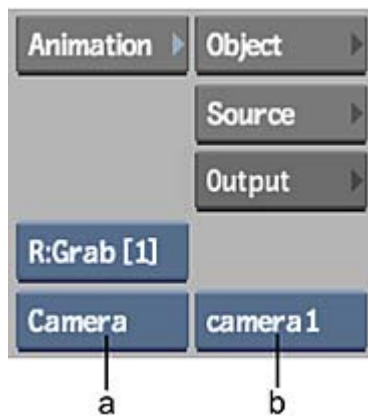 Animation Object
Source
Output
R:Grab [1]
Camera camera1
a b